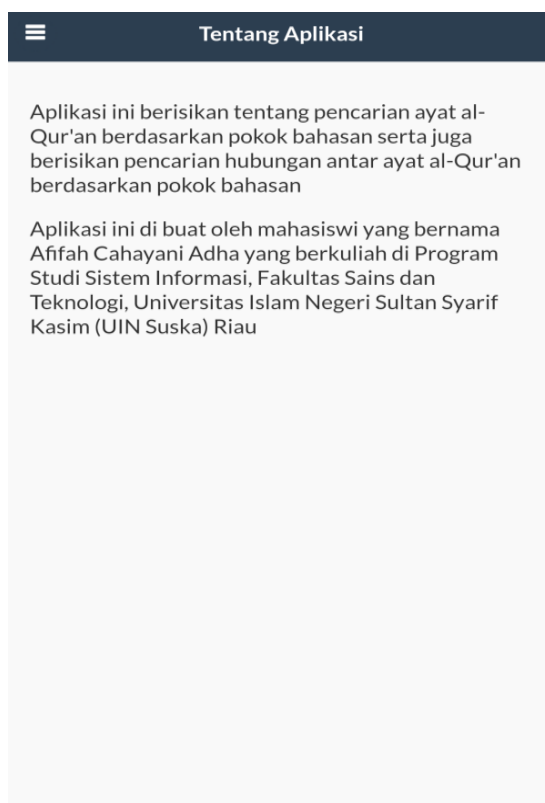 Tentang Aplikasi
Aplikasi ini berisikan tentang pencarian ayat al-
Qur'an berdasarkan pokok bahasan serta juga
berisikan pencarian hubungan antar ayat al-Qur'an
berdasarkan pokok bahasan
Aplikasi ini di buat oleh mahasiswi yang bernama
Afifah Cahayani Adha yang berkuliah di Program
Studi Sistem Informasi, Fakultas Sains dan
Teknologi, Universitas Islam Negeri Sultan Syarif
Kasim (UIN Suska) Riau